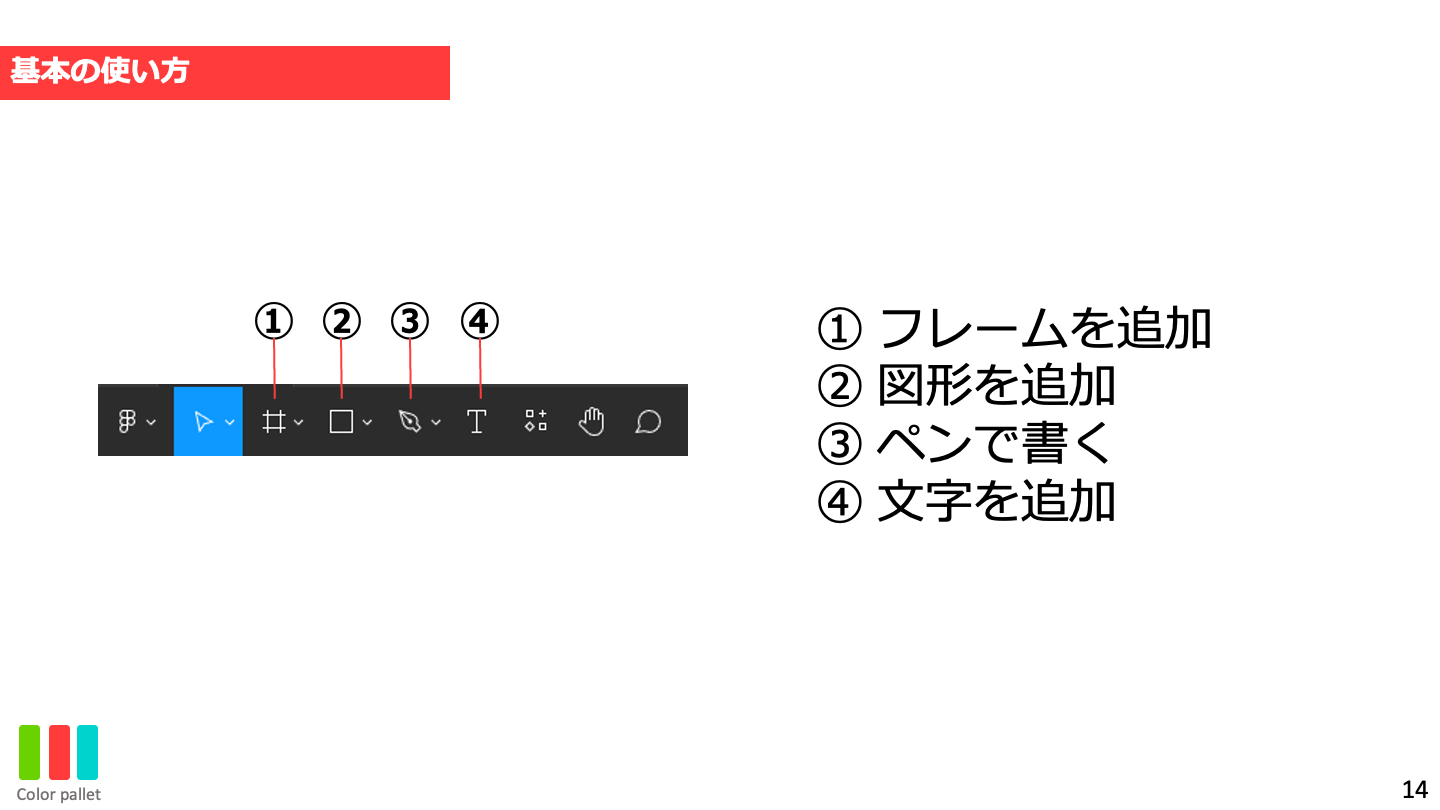 基本の使い方
① ② ③ ④
① フレームを追加
② 図形を追加
③ ペンで書く
④ 文字を追加
Color pallet
14